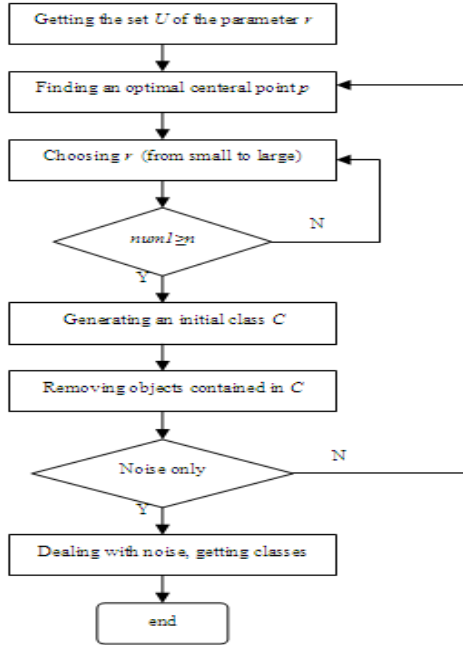 Getting the set U of the parameter r
Finding an optimal centeral point p
Choosing r (from small to large)
num1≥n
N
Y
Generating an initial class C
Removing objects contained in C
Noise only
N
Y
Dealing with noise, getting classes
end